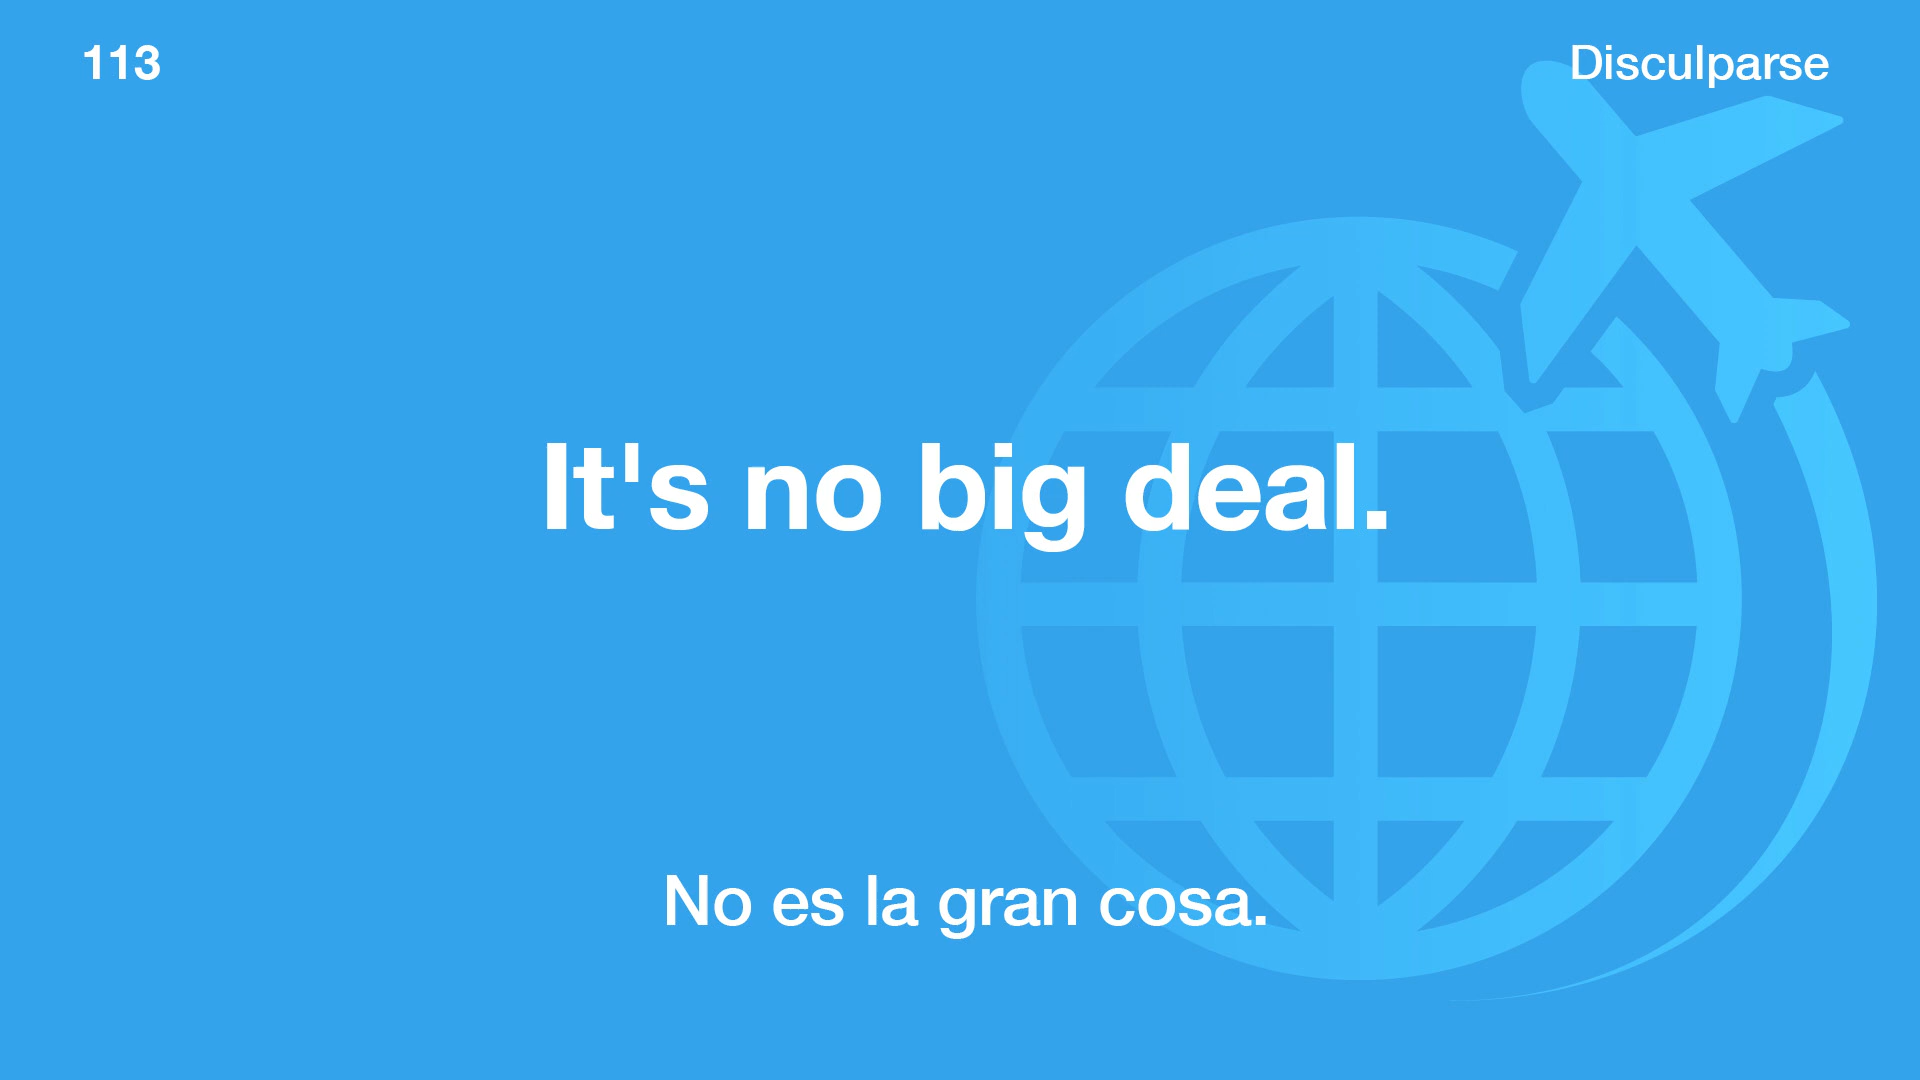 113
Disculparse
It's no big deal.
No es la gran cosa.